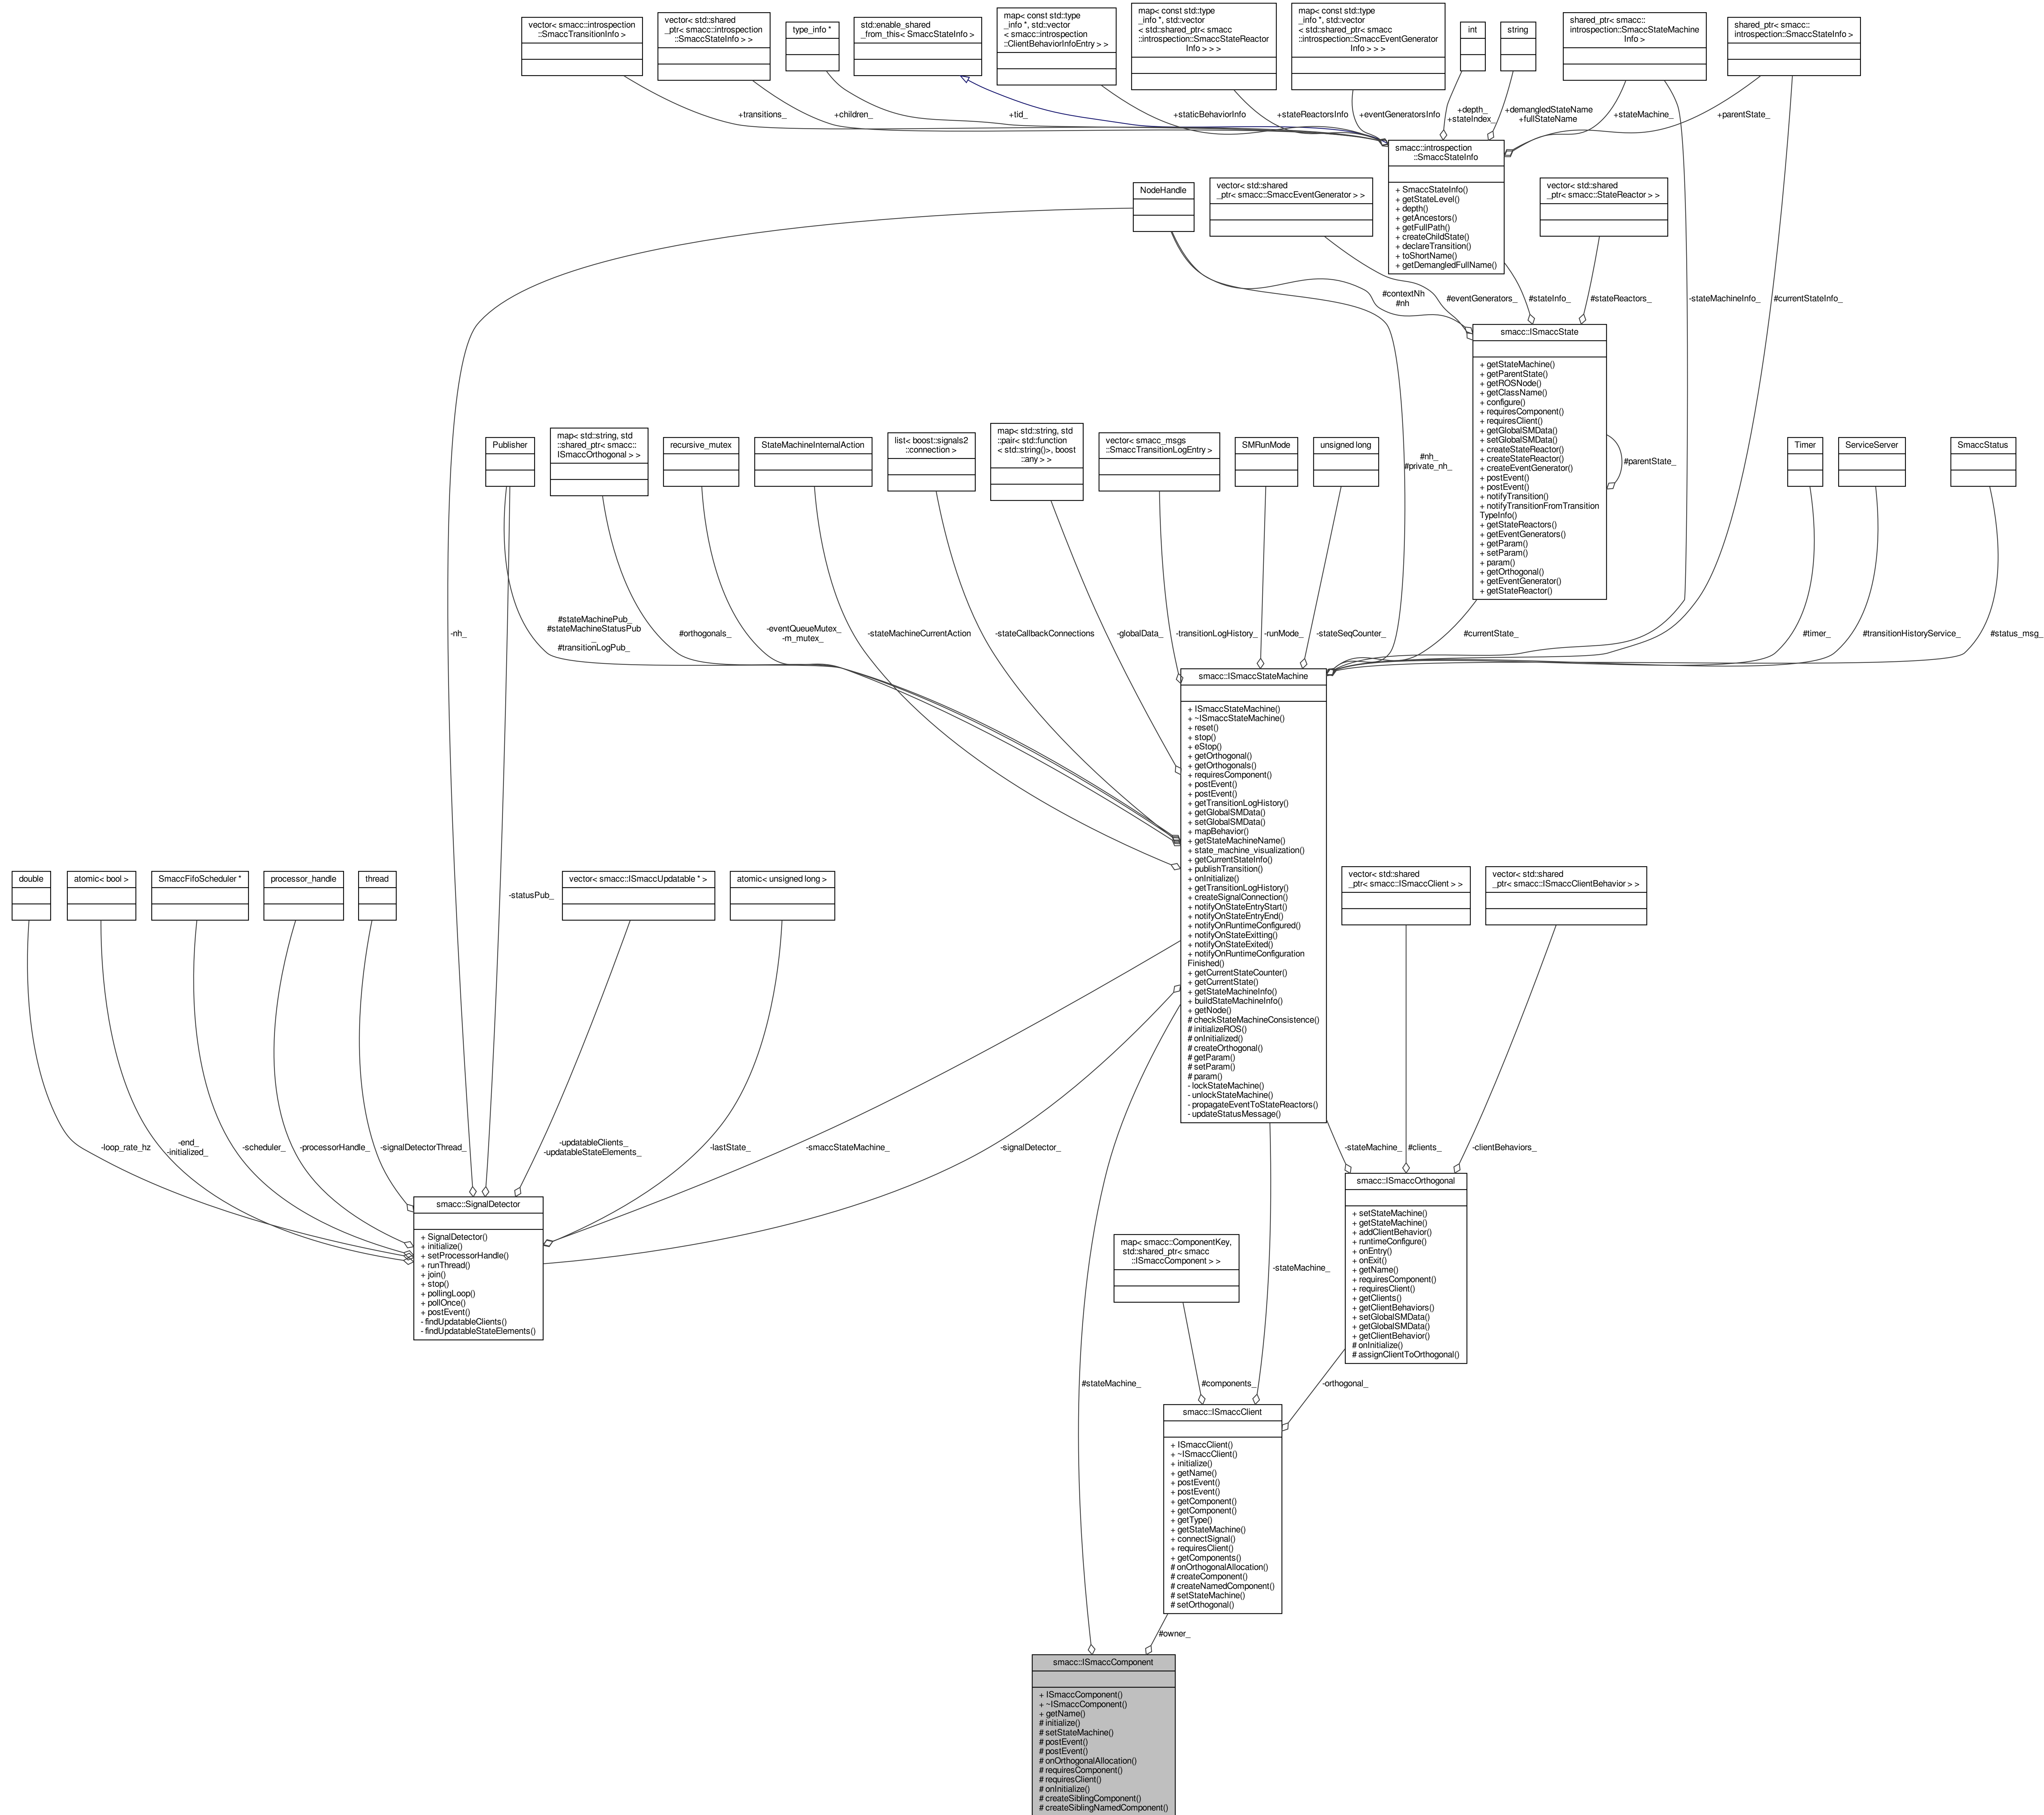 vector< smacc::introspection
::SmaccTransitionInfo >
vector< std::shared
_ptr< smacc::introspection
::SmaccStateInfo > >
type_info *
std::enable_shared
_from_this< SmaccStateInfo >
map< const std::type
_info *, std::vector
< smacc::introspection
::ClientBehaviorInfoEntry > >
map< const std::type
_info *, std::vector
< std::shared_ptr< smacc
::introspection::SmaccStateReactor
Info > > >
map< const std::type
_info *, std::vector
< std::shared_ptr< smacc
::introspection::SmaccEventGenerator
Info > > >
int
string
shared_ptr< smacc::
introspection::SmaccStateMachine
Info >
shared_ptr< smacc::
introspection::SmaccStateInfo >
+transitions_
+children_
+tid_
+staticBehaviorInfo
+stateReactorsInfo
+eventGeneratorsInfo
+depth_
+stateIndex_
+demangledStateName
+fullStateName
+stateMachine_
+parentState_
smacc::introspection
::SmaccStateInfo
+ SmaccStateInfo()
+ getStateLevel()
+ depth()
+ getAncestors()
+ getFullPath()
+ createChildState()
+ declareTransition()
+ toShortName()
+ getDemangledFullName()
NodeHandle
vector< std::shared
_ptr< smacc::SmaccEventGenerator > >
vector< std::shared
_ptr< smacc::StateReactor > >
#contextNh
#nh
#eventGenerators_
#stateInfo_
#stateReactors_
-stateMachineInfo_
#currentStateInfo_
smacc::ISmaccState
+ getStateMachine()
+ getParentState()
+ getROSNode()
+ getClassName()
+ configure()
+ requiresComponent()
+ requiresClient()
+ getGlobalSMData()
+ setGlobalSMData()
+ createStateReactor()
+ createStateReactor()
+ createEventGenerator()
+ postEvent()
+ postEvent()
+ notifyTransition()
+ notifyTransitionFromTransition
TypeInfo()
+ getStateReactors()
+ getEventGenerators()
+ getParam()
+ setParam()
+ param()
+ getOrthogonal()
+ getEventGenerator()
+ getStateReactor()
#parentState_
Publisher
map< std::string, std
::shared_ptr< smacc::
ISmaccOrthogonal > >
recursive_mutex
StateMachineInternalAction
list< boost::signals2
::connection >
map< std::string, std
::pair< std::function
< std::string()>, boost
::any > >
vector< smacc_msgs
::SmaccTransitionLogEntry >
SMRunMode
unsigned long
#nh_
#private_nh_
Timer
ServiceServer
SmaccStatus
-nh_
#stateMachinePub_
#stateMachineStatusPub
_
#transitionLogPub_
#orthogonals_
-eventQueueMutex_
-m_mutex_
-stateMachineCurrentAction
-stateCallbackConnections
-globalData_
-transitionLogHistory_
-runMode_
-stateSeqCounter_
#currentState_
#timer_
#transitionHistoryService_
#status_msg_
smacc::ISmaccStateMachine
+ ISmaccStateMachine()
+ ~ISmaccStateMachine()
+ reset()
+ stop()
+ eStop()
+ getOrthogonal()
+ getOrthogonals()
+ requiresComponent()
+ postEvent()
+ postEvent()
+ getTransitionLogHistory()
+ getGlobalSMData()
+ setGlobalSMData()
+ mapBehavior()
+ getStateMachineName()
+ state_machine_visualization()
+ getCurrentStateInfo()
+ publishTransition()
+ onInitialize()
+ getTransitionLogHistory()
+ createSignalConnection()
+ notifyOnStateEntryStart()
+ notifyOnStateEntryEnd()
+ notifyOnRuntimeConfigured()
+ notifyOnStateExitting()
+ notifyOnStateExited()
+ notifyOnRuntimeConfiguration
Finished()
+ getCurrentStateCounter()
+ getCurrentState()
+ getStateMachineInfo()
+ buildStateMachineInfo()
+ getNode()
# checkStateMachineConsistence()
# initializeROS()
# onInitialized()
# createOrthogonal()
# getParam()
# setParam()
# param()
- lockStateMachine()
- unlockStateMachine()
- propagateEventToStateReactors()
- updateStatusMessage()
double
atomic< bool >
SmaccFifoScheduler *
processor_handle
thread
-statusPub_
vector< smacc::ISmaccUpdatable * >
atomic< unsigned long >
vector< std::shared
_ptr< smacc::ISmaccClient > >
vector< std::shared
_ptr< smacc::ISmaccClientBehavior > >
-loop_rate_hz
-end_
-initialized_
-scheduler_
-processorHandle_
-signalDetectorThread_
-updatableClients_
-updatableStateElements_
-lastState_
-smaccStateMachine_
-signalDetector_
-stateMachine_
#clients_
-clientBehaviors_
smacc::SignalDetector
+ SignalDetector()
+ initialize()
+ setProcessorHandle()
+ runThread()
+ join()
+ stop()
+ pollingLoop()
+ pollOnce()
+ postEvent()
- findUpdatableClients()
- findUpdatableStateElements()
smacc::ISmaccOrthogonal
+ setStateMachine()
+ getStateMachine()
+ addClientBehavior()
+ runtimeConfigure()
+ onEntry()
+ onExit()
+ getName()
+ requiresComponent()
+ requiresClient()
+ getClients()
+ getClientBehaviors()
+ setGlobalSMData()
+ getGlobalSMData()
+ getClientBehavior()
# onInitialize()
# assignClientToOrthogonal()
map< smacc::ComponentKey,
std::shared_ptr< smacc
::ISmaccComponent > >
-stateMachine_
#stateMachine_
#components_
-orthogonal_
smacc::ISmaccClient
+ ISmaccClient()
+ ~ISmaccClient()
+ initialize()
+ getName()
+ postEvent()
+ postEvent()
+ getComponent()
+ getComponent()
+ getType()
+ getStateMachine()
+ connectSignal()
+ requiresClient()
+ getComponents()
# onOrthogonalAllocation()
# createComponent()
# createNamedComponent()
# setStateMachine()
# setOrthogonal()
#owner_
smacc::ISmaccComponent
+ ISmaccComponent()
+ ~ISmaccComponent()
+ getName()
# initialize()
# setStateMachine()
# postEvent()
# postEvent()
# onOrthogonalAllocation()
# requiresComponent()
# requiresClient()
# onInitialize()
# createSiblingComponent()
# createSiblingNamedComponent()